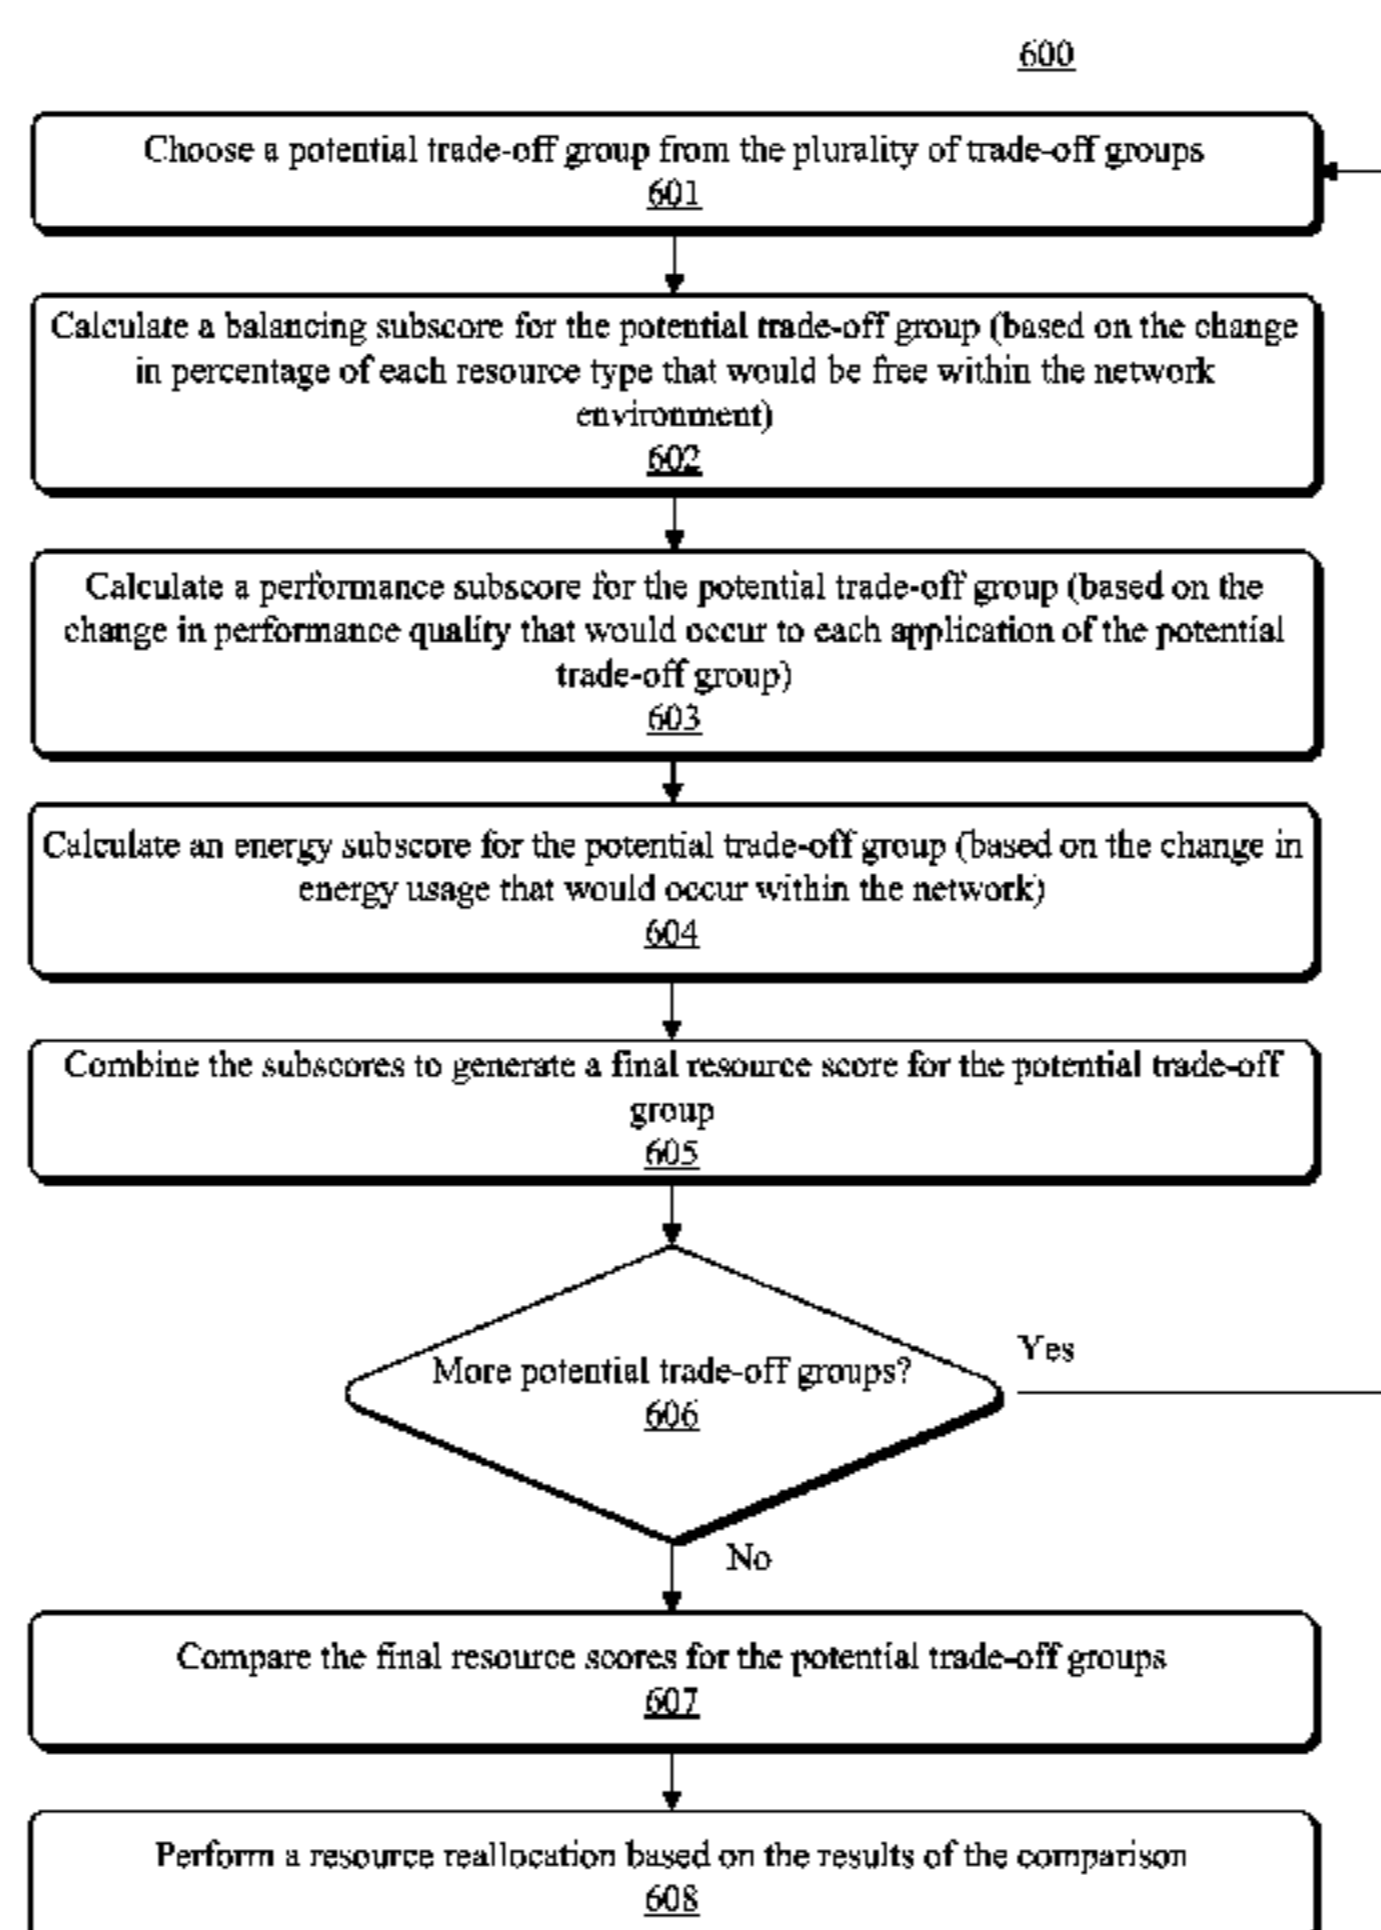 600
Choose a potential trade-off group from the plurality of trade-off groups
601
Calculate a balancing subscore for the potential trade-off group (based on the change
in percentage of each resource type that would be free within the network
environment)
602
Calculate a performance subscore for the potential trade-off group (based on the
change in performance quality that would occur to each application of the potential
trade-off group)
603
Calculate an energy subscore for the potential trade-off group (based on the change in
energy usage that would occur within the network)
604
Combine the subscores to generate a final resource score for the potential trade-off
group
605
Yes
More potential trade-off groups?
606
No
Compare the final resource scores for the potential trade-off groups
607
Perform a resource reallocation based on the results of the comparison
608